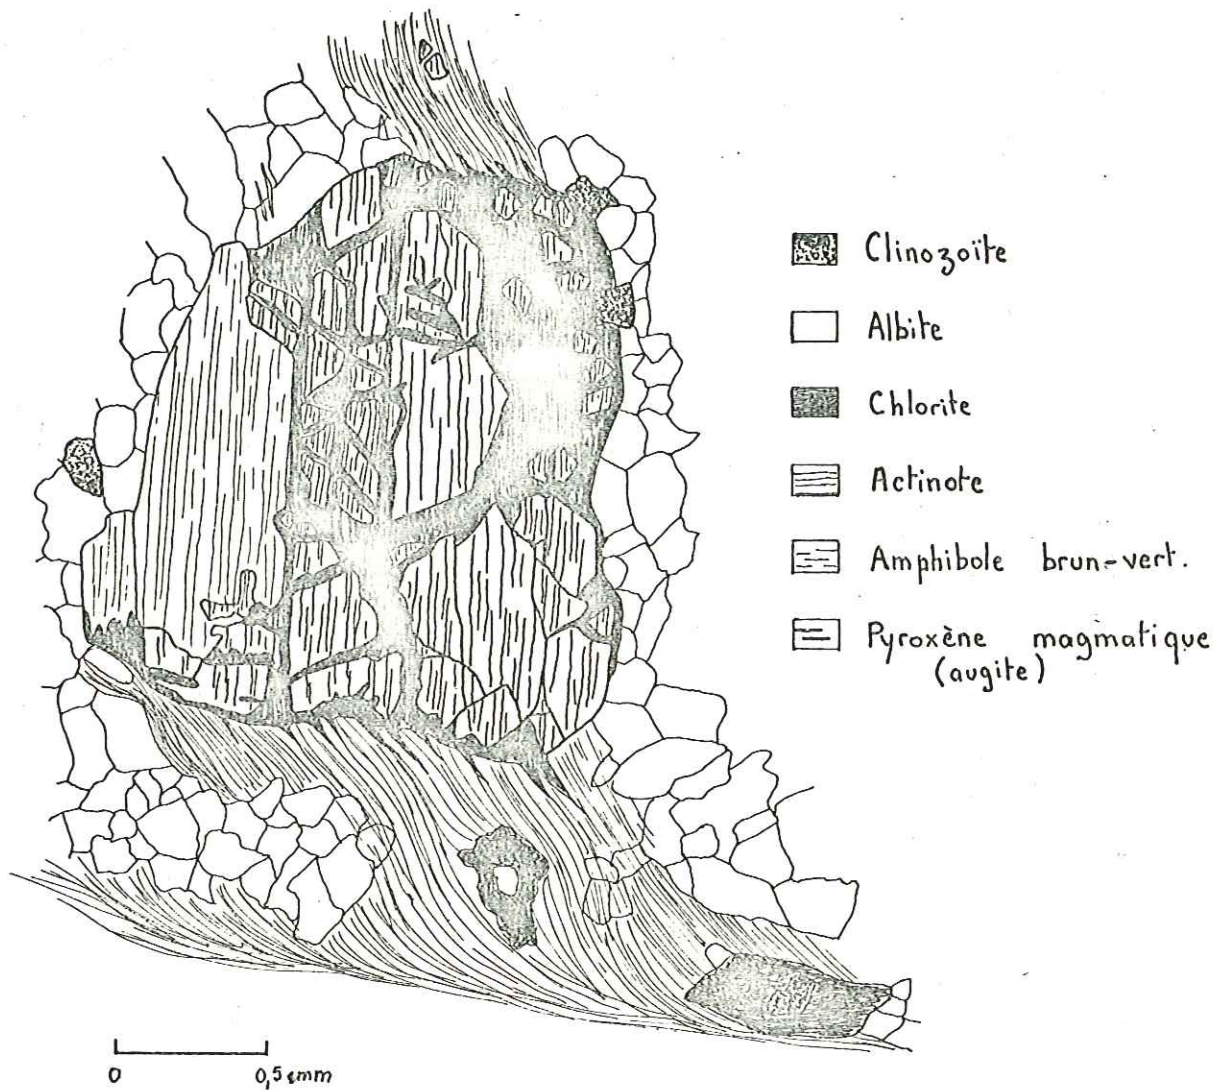 Clinozoïte
Albite
Chlorite
Actinote
Amphibole brun-vert.
Pyroxène magmatique
(augite)
0 0,5 mm